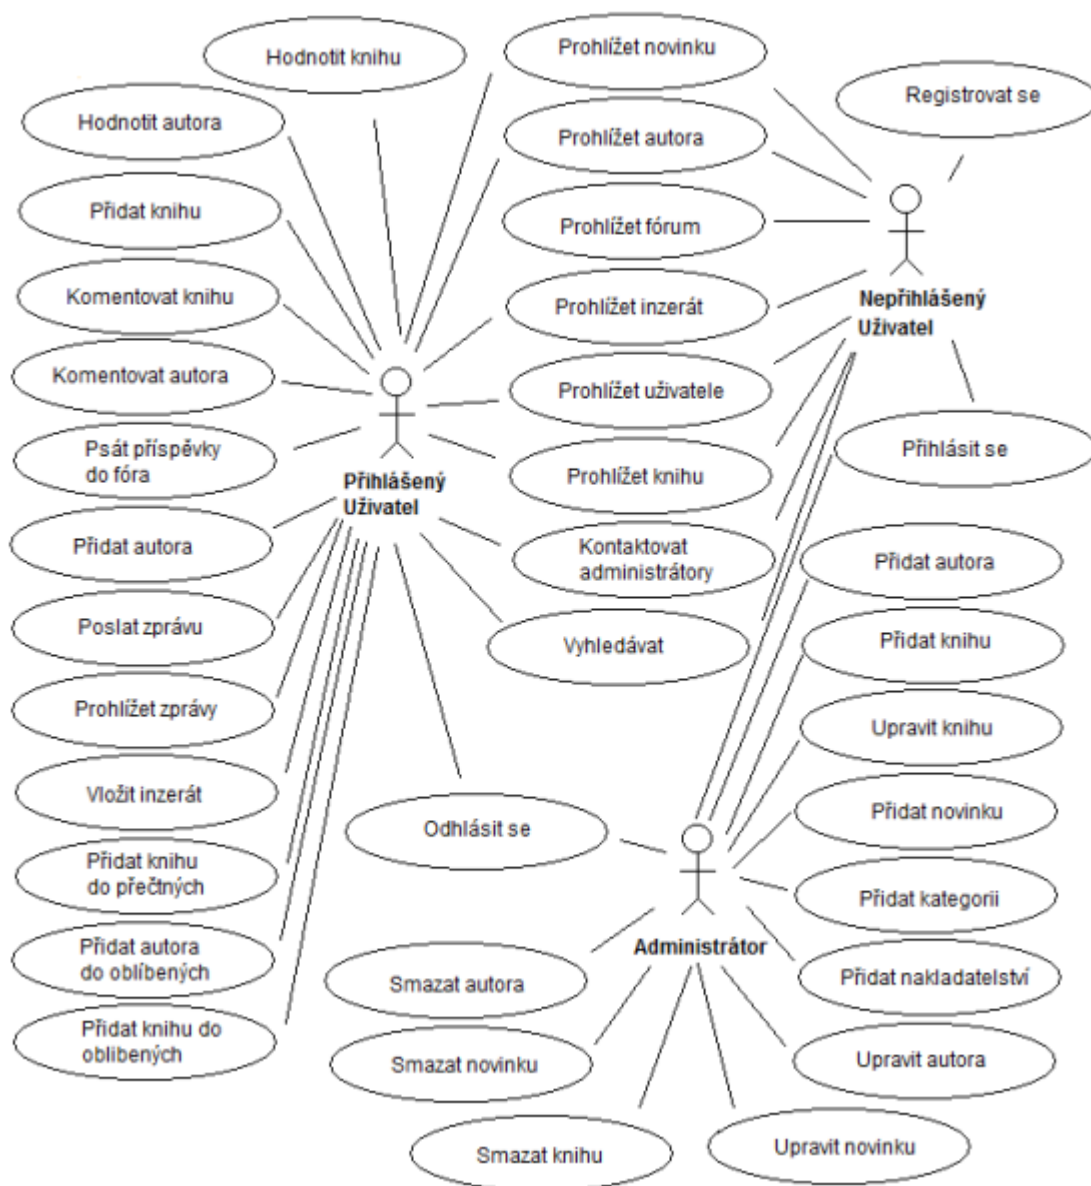 Hodnotit knihu
Prohlížet novinku
Registrovat se
Hodnotit autora
Prohlížet autora
Přidat knihu
Prohlížet fórum
Komentovat knihu
Prohlížet inzerát
Nepřihlášený
Uživatel
Komentovat autora
Prohlížet uživatele
Psát příspěvky
do fóra
Přihlášený
Uživatel
Prohlížet knihu
Přihlásit se
Přidat autora
Kontaktovat
administrátory
Přidat autora
Poslat zprávu
Vyhledávat
Přidat knihu
Prohlížet zprávy
Upravit knihu
Vložit inzerát
Odhlásit se
Přidat novinku
Přidat knihu
do přečtných
Přidat kategorii
Přidat autora
do oblíbených
Administrátor
Smazat autora
Přidat nakladatelství
Přidat knihu do
oblibených
Smazat novinku
Upravit autora
Smazat knihu
Upravit novinku